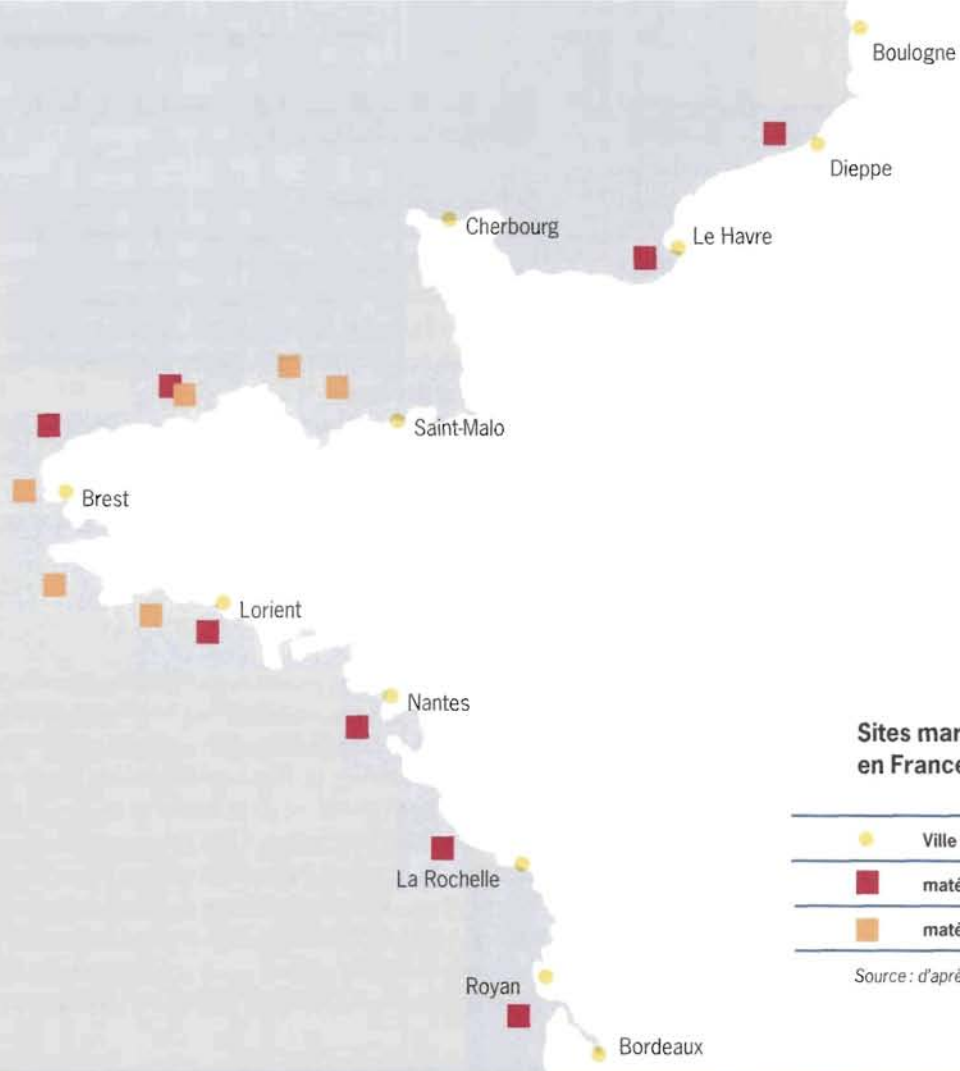 Boulogne
Dieppe
Cherbourg
Le Havre
Saint-Malo
Brest
Lorient
Nantes
Sites mar
en France
Ville
La Rochelle
maté
maté
Source : d'aprè
Royan
Bordeaux